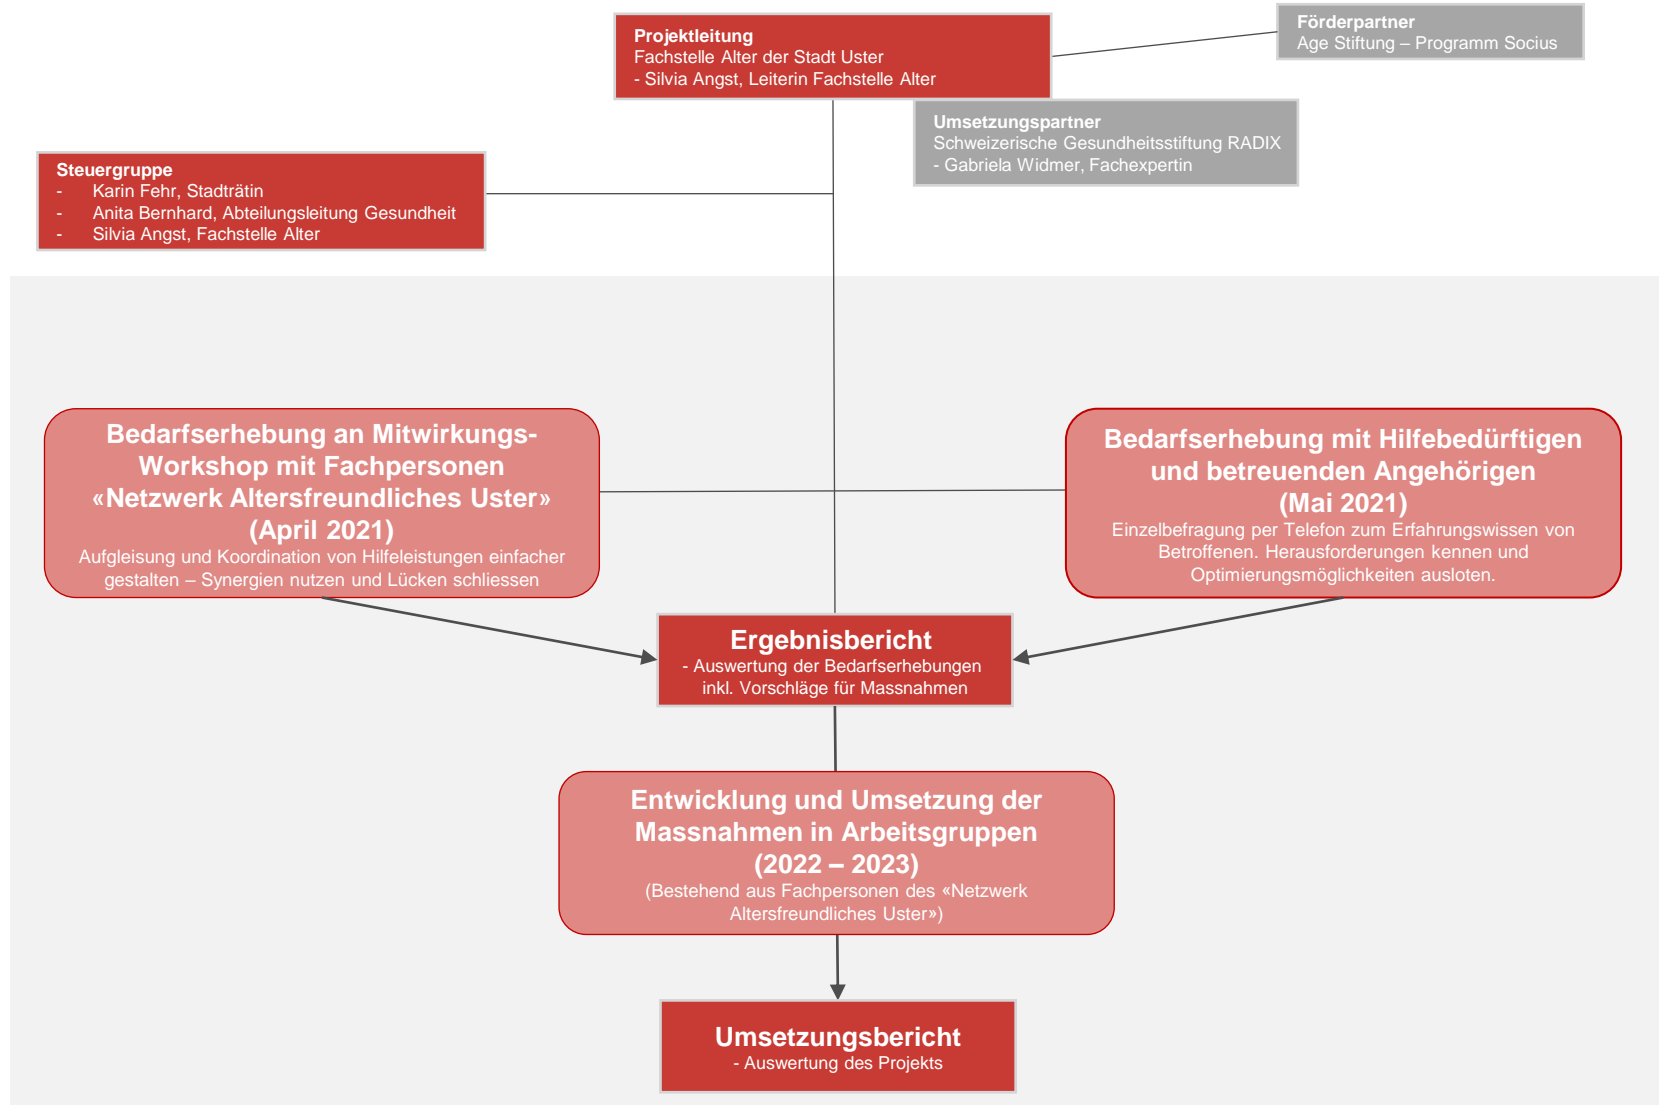 Projektleitung
Fachstelle Alter der Stadt Uster
- Silvia Angst, Leiterin Fachstelle Alter
Förderpartner
Age Stiftung – Programm Socius
Umsetzungspartner
Schweizerische Gesundheitsstiftung RADIX
- Gabriela Widmer, Fachexpertin
Steuergruppe
- Karin Fehr, Stadträtin
- Anita Bernhard, Abteilungsleitung Gesundheit
- Silvia Angst, Fachstelle Alter
Bedarfserhebung an Mitwirkungs-
Workshop mit Fachpersonen
«Netzwerk Altersfreundliches Uster»
(April 2021)
Aufgleisung und Koordination von Hilfeleistungen einfacher
gestalten – Synergien nutzen und Lücken schliessen
Bedarfserhebung mit Hilfebedürftigen
und betreuenden Angehörigen
(Mai 2021)
Einzelbefragung per Telefon zum Erfahrungswissen von
Betroffenen. Herausforderungen kennen und
Optimierungsmöglichkeiten ausloten.
Ergebnisbericht
- Auswertung der Bedarfserhebungen
inkl. Vorschläge für Massnahmen
Entwicklung und Umsetzung der
Massnahmen in Arbeitsgruppen
(2022 – 2023)
(Bestehend aus Fachpersonen des «Netzwerk
Altersfreundliches Uster»)
Umsetzungsbericht
- Auswertung des Projekts